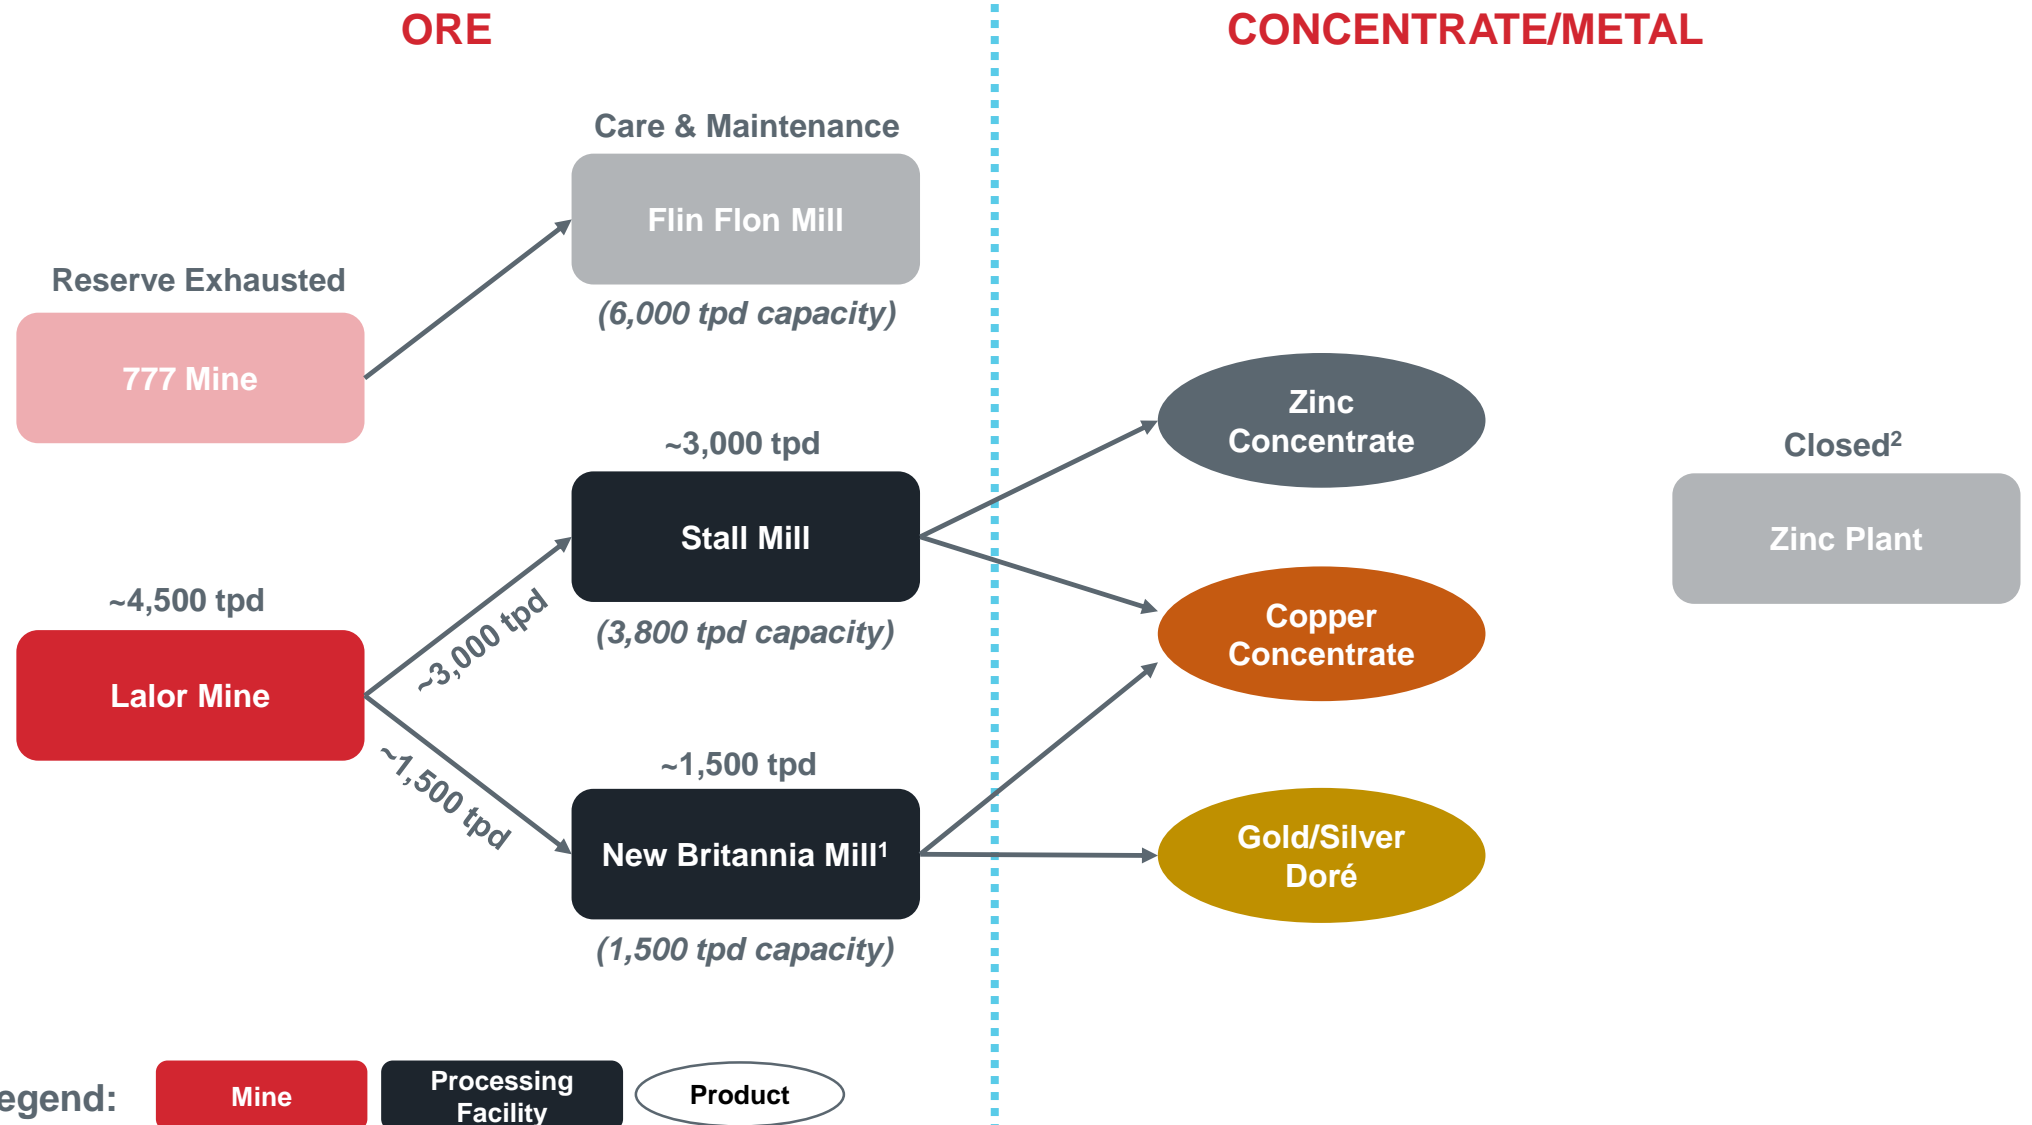 ORE
CONCENTRATE/METAL
Care & Maintenance
Flin Flon Mill
(6,000 tpd capacity)
Reserve Exhausted
777 Mine
~3,000 tpd
Stall Mill
(3,800 tpd capacity)
~4,500 tpd
Lalor Mine
~3,000 tpd
~1,500 tpd
~1,500 tpd
New Britannia Mill¹
(1,500 tpd capacity)
Zinc
Concentrate
Copper
Concentrate
Gold/Silver
Doré
Closed²
Zinc Plant
egend:
Mine
Processing
Facility
Product